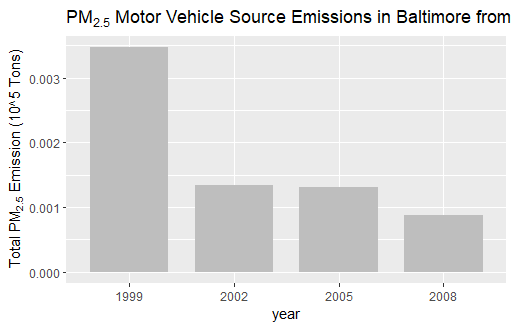 PM2.5 Motor Vehicle Source Emissions in Baltimore from
Total PM2.5 Emission (10^5 Tons)
0.003
0.002
0.001
0.000
1999 2002 2005 2008
year